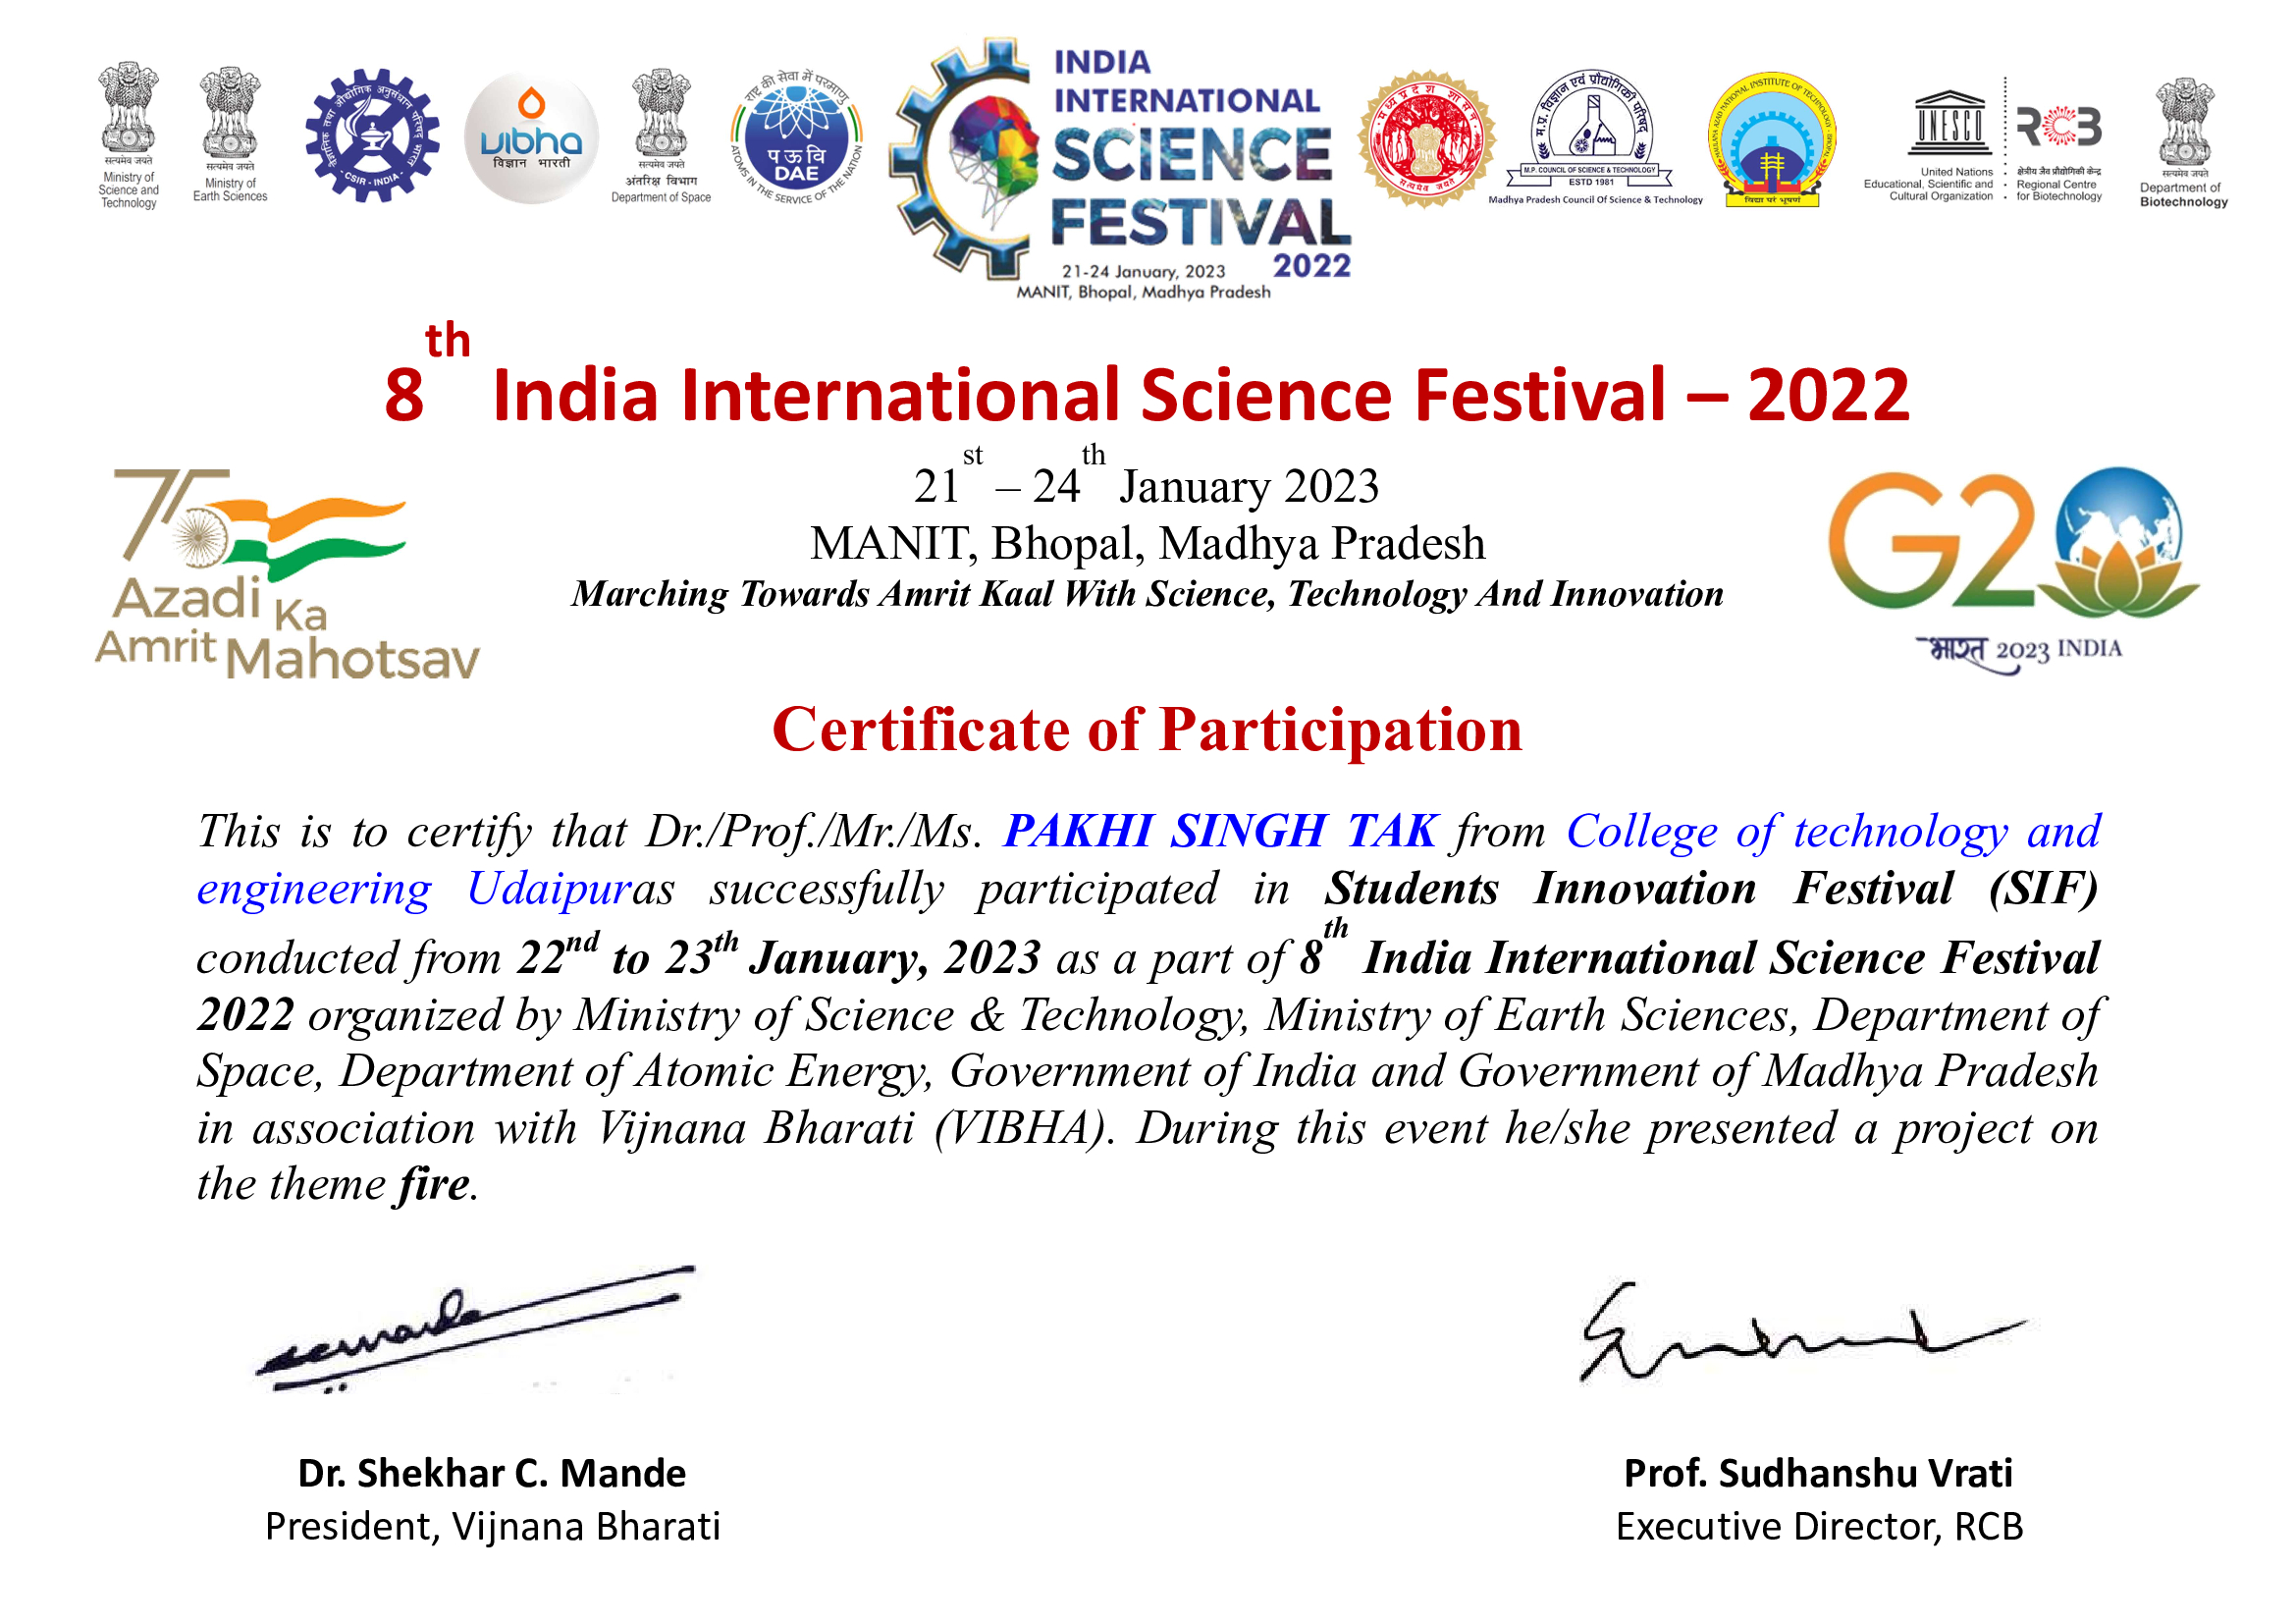 सत्यमेव जयते
Ministry of
Science and
Technology
सत्यमेव जयते
Ministry of
Earth Sciences
वैज्ञानिक तथा औद्योगिक अनुसंधान परिषद भारत
· CSIR - INDIA ·
vibha
विज्ञान भारती
सत्यमेव जयते
अंतरिक्ष विभाग
Department of Space
राष्ट्र की सेवा में परमाणु
प ऊ वि
DAE
ATOMS IN THE SERVICE OF THE NATION
INDIA
INTERNATIONAL
SCIENCE
FESTIVAL
2022
21-24 January, 2023
MANIT, Bhopal, Madhya Pradesh
मध्यप्रदेश शासन
सत्यमेव जयते
म.प्र. विज्ञान एवं प्रौद्योगिकी परिषद
M.P. COUNCIL OF SCIENCE & TECHNOLOGY
ESTD 1981
Madhya Pradesh Council Of Science & Technology
MAULANA AZAD NATIONAL INSTITUTE OF TECHNOLOGY - BHOPAL
विद्या परं भूषणं
UNESCO
United Nations
Educational, Scientific and
Cultural Organization
RCB
क्षेत्रीय जैव प्रौद्योगिकी केन्द्र
Regional Centre
for Biotechnology
सत्यमेव जयते
Department of
Biotechnology
8th India International Science Festival – 2022
21st – 24th January 2023
MANIT, Bhopal, Madhya Pradesh
Marching Towards Amrit Kaal With Science, Technology And Innovation
75
Azadi Ka
Amrit Mahotsav
G20
भारत 2023 INDIA
Certificate of Participation
This is to certify that Dr./Prof./Mr./Ms. PAKHI SINGH TAK from College of technology and
engineering Udaipuras successfully participated in Students Innovation Festival (SIF)
conducted from 22nd to 23th January, 2023 as a part of 8th India International Science Festival
2022 organized by Ministry of Science & Technology, Ministry of Earth Sciences, Department of
Space, Department of Atomic Energy, Government of India and Government of Madhya Pradesh
in association with Vijnana Bharati (VIBHA). During this event he/she presented a project on
the theme fire.
Dr. Shekhar C. Mande
President, Vijnana Bharati
Prof. Sudhanshu Vrati
Executive Director, RCB